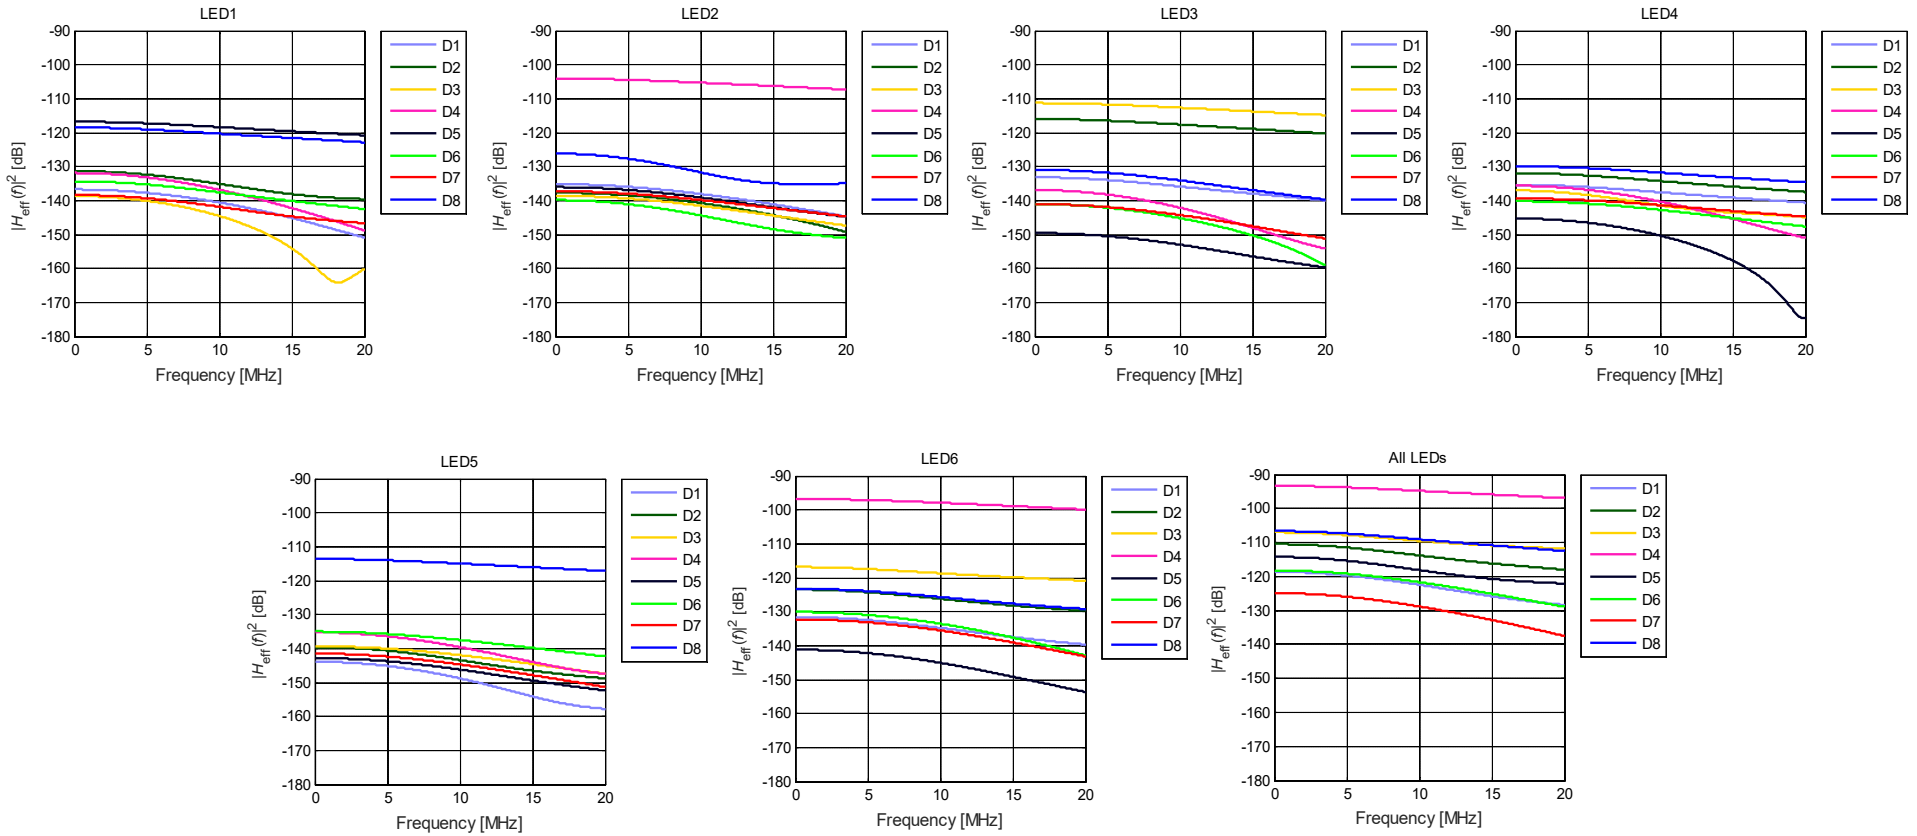 LED1
-90
-100
-110
-120
-130
-140
-150
-160
-170
-180
0 5 10 15 20
Frequency [MHz]
|H_eff(f)|² [dB]
D1
D2
D3
D4
D5
D6
D7
D8
LED2
-90
-100
-110
-120
-130
-140
-150
-160
-170
-180
0 5 10 15 20
Frequency [MHz]
|H_eff(f)|² [dB]
D1
D2
D3
D4
D5
D6
D7
D8
LED3
-90
-100
-110
-120
-130
-140
-150
-160
-170
-180
0 5 10 15 20
Frequency [MHz]
|H_eff(f)|² [dB]
D1
D2
D3
D4
D5
D6
D7
D8
LED4
-90
-100
-110
-120
-130
-140
-150
-160
-170
-180
0 5 10 15 20
Frequency [MHz]
|H_eff(f)|² [dB]
D1
D2
D3
D4
D5
D6
D7
D8
LED5
-90
-100
-110
-120
-130
-140
-150
-160
-170
-180
0 5 10 15 20
Frequency [MHz]
|H_eff(f)|² [dB]
D1
D2
D3
D4
D5
D6
D7
D8
LED6
-90
-100
-110
-120
-130
-140
-150
-160
-170
-180
0 5 10 15 20
Frequency [MHz]
|H_eff(f)|² [dB]
D1
D2
D3
D4
D5
D6
D7
D8
All LEDs
-90
-100
-110
-120
-130
-140
-150
-160
-170
-180
0 5 10 15 20
Frequency [MHz]
|H_eff(f)|² [dB]
D1
D2
D3
D4
D5
D6
D7
D8